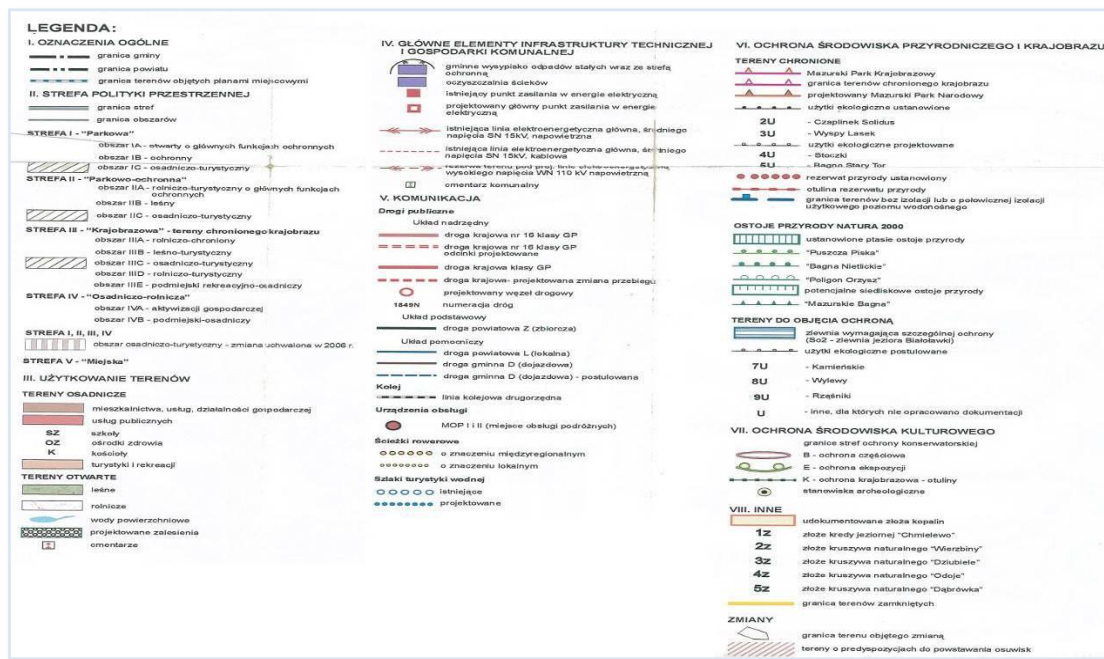 LEGENDA:
I. OZNACZENIA OGÓLNE
granica gminy
granica powiatu
granica terenów objętych planami miejscowymi
II. STREFA POLITYKI PRZESTRZENNEJ
granica stref
granica obszarów
STREFA I - "Parkowa"
obszar IA - otwarty o głównych funkcjach ochronnych
obszar IB - ochronny
obszar IC - osadniczo-turystyczny
STREFA II - "Parkowo-ochronna"
obszar IIA - rolniczo-turystyczny o głównych funkcjach
ochronnych
obszar IIB - leśny
obszar IIC - osadniczo-turystyczny
STREFA III - "Krajobrazowa" - tereny chronionego krajobrazu
obszar IIIA - rolniczo-chroniony
obszar IIIB - leśno-turystyczny
obszar IIIC - osadniczo-turystyczny
obszar IIID - rolniczo-turystyczny
obszar IIIE - podmiejski rekreacyjno-osadniczy
STREFA IV - "Osadniczo-rolnicza"
obszar IVA - aktywizacji gospodarczej
obszar IVB - podmiejski-osadniczy
STREFA I, II, III, IV
obszar osadniczo-turystyczny - zmiana uchwalona w 2006 r.
STREFA V - "Miejska"
III. UŻYTKOWANIE TERENÓW
TERENY OSADNICZE
mieszkalnictwa, usług, działalności gospodarczej
usług publicznych
SZ szkoły
OZ ośrodki zdrowia
K kościoły
turystyki i rekreacji
TERENY OTWARTE
leśne
rolnicze
wody powierzchniowe
projektowane zalesienia
cmentarze
IV. GŁÓWNE ELEMENTY INFRASTRUKTURY TECHNICZNEJ
I GOSPODARKI KOMUNALNEJ
gminne wysypisko odpadów stałych wraz ze strefą
ochronną
oczyszczalnia ścieków
istniejący punkt zasilania w energię elektryczną
projektowany główny punkt zasilania w energię
elektryczną
istniejąca linia elektroenergetyczna główna, średniego
napięcia SN 15kV, napowietrzna
istniejąca linia elektroenergetyczna główna, średniego
napięcia SN 15kV, kablowa
rezerwa terenu pod proj. linię elektroenergetyczną
wysokiego napięcia WN 110 kV napowietrzną
cmentarz komunalny
V. KOMUNIKACJA
Drogi publiczne
Układ nadrzędny
droga krajowa nr 16 klasy GP
droga krajowa nr 16 klasy GP
odcinki projektowane
droga krajowa klasy GP
droga krajowa- projektowana zmiana przebiegu
projektowany węzeł drogowy
1849N numeracja dróg
Układ podstawowy
droga powiatowa Z (zbiorcza)
Układ pomocniczy
droga powiatowa L (lokalna)
droga gminna D (dojazdowa)
droga gminna D (dojazdowa) - postulowana
Kolej
linia kolejowa drugorzędna
Urządzenia obsługi
MOP I i II (miejsce obsługi podróżnych)
Ścieżki rowerowe
o znaczeniu międzyregionalnym
o znaczeniu lokalnym
Szlaki turystyki wodnej
istniejące
projektowane
VI. OCHRONA ŚRODOWISKA PRZYRODNICZEGO I KRAJOBRAZU
TERENY CHRONIONE
Mazurski Park Krajobrazowy
granica terenów chronionego krajobrazu
projektowany Mazurski Park Narodowy
użytki ekologiczne ustanowione
2U - Czapliniek Solidus
3U - Wyspy Lasek
użytki ekologiczne projektowane
4U - Stoczki
5U - Bagno Stary Tor
rezerwat przyrody ustanowiony
otulina rezerwatu przyrody
granica terenów bez izolacji lub o połowicznej izolacji
użytkowego poziomu wodonośnego
OSTOJE PRZYRODY NATURA 2000
ustanowione ptasie ostoje przyrody
"Puszcza Piska"
"Bagna Nietlickie"
"Poligon Orzysz"
potencjalne siedliskowe ostoje przyrody
"Mazurskie Bagna"
TERENY DO OBJĘCIA OCHRONĄ
zlewnia wymagająca szczególnej ochrony
(So2 - zlewnia jeziora Białoławki)
użytki ekologiczne postulowane
7U - Kamieńskie
8U - Wylewy
9U - Rząśniki
U - inne, dla których nie opracowano dokumentacji
VII. OCHRONA ŚRODOWISKA KULTUROWEGO
granice stref ochrony konserwatorskiej
B - ochrona częściowa
E - ochrona ekspozycji
K - ochrona krajobrazowa - otuliny
stanowiska archeologiczne
VIII. INNE
udokumentowane złoża kopalin
1z złoże kredy jeziornej "Chmielewo"
2z złoże kruszywa naturalnego "Wierzbiny"
3z złoże kruszywa naturalnego "Dziubiele"
4z złoże kruszywa naturalnego "Odoje"
5z złoże kruszywa naturalnego "Dąbrówka"
granica terenów zamkniętych
ZMIANY
granica terenu objętego zmianą
tereny o predyspozycjach do powstawania osuwisk